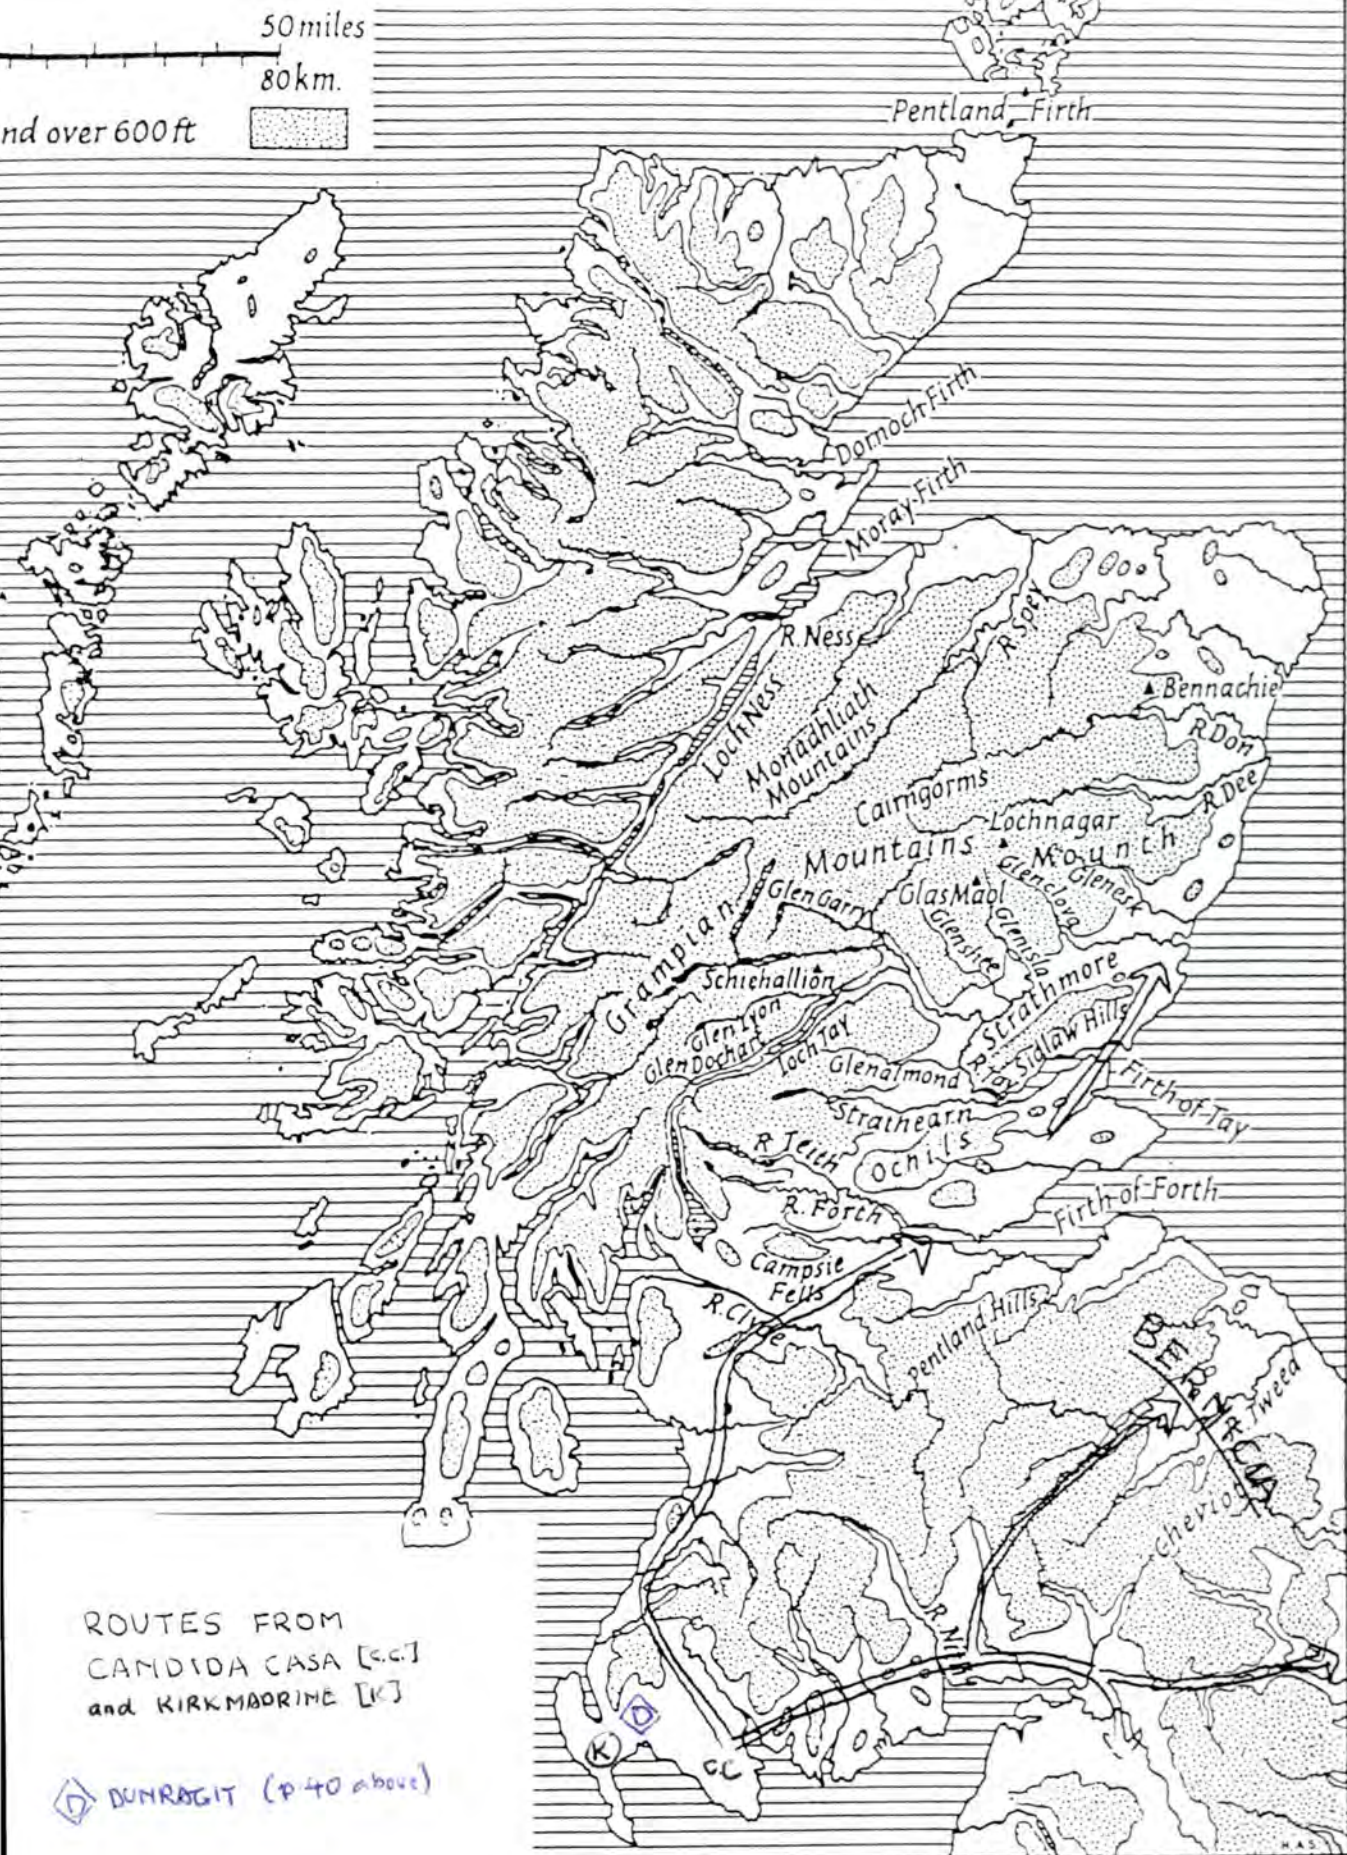 50 miles
80 km.
nd over 600 ft
Pentland Firth
Dornoch Firth
Moray Firth
R. Ness
R. Spey
Bennachie
Loch Ness
Monadhliath
Mountains
R. Don
Cairngorms
R. Dee
Lochnagar
Grampian Mountains
Mounth
Glen Garry
Glas Maol
Glenclova
Glenesk
Glenshee
Glenisla
Schiehallion
Strathmore
Glen Lyon
Glen Dochart
Loch Tay
R. Tay
Sidlaw Hills
Glenalmond
Firth of Tay
Strathearn
R. Teith
Ochils
R. Forth
Firth of Forth
Campsie
Fells
R. Clyde
Pentland Hills
BERNICIA
R. Tweed
Cheviot
R. Nith
D
K
CC
ROUTES FROM
CANDIDA CASA [C.C.]
and KIRKMADRINE [K]
D DUNRAGIT (p 40 above)
H.A.S.